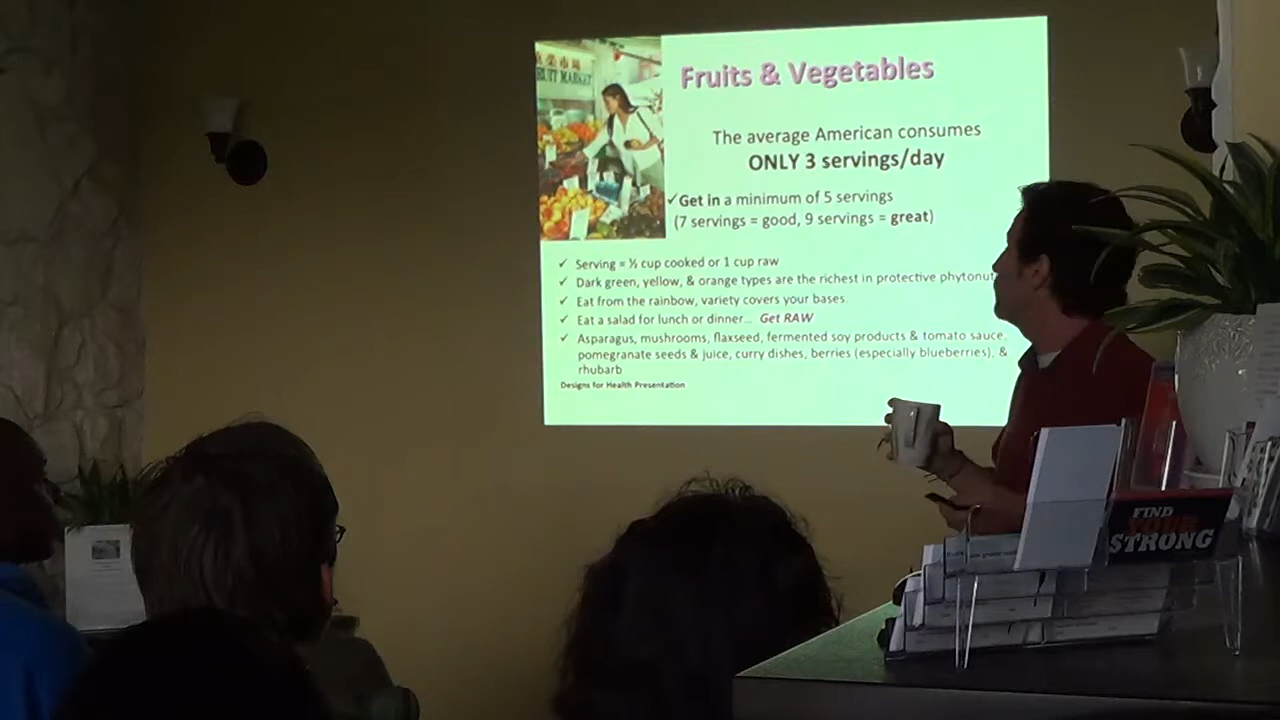 菜市場
FRUIT MARKET
Fruits & Vegetables
The average American consumes
ONLY 3 servings/day
✓Get in a minimum of 5 servings
(7 servings = good, 9 servings = great)
✓ Serving = ½ cup cooked or 1 cup raw
✓ Dark green, yellow, & orange types are the richest in protective phytonut
✓ Eat from the rainbow, variety covers your bases.
✓ Eat a salad for lunch or dinner... Get RAW
✓ Asparagus, mushrooms, flaxseed, fermented soy products & tomato sauce,
pomegranate seeds & juice, curry dishes, berries (especially blueberries), &
rhubarb
Designs for Health Presentation
FIND
YOUR
STRONG